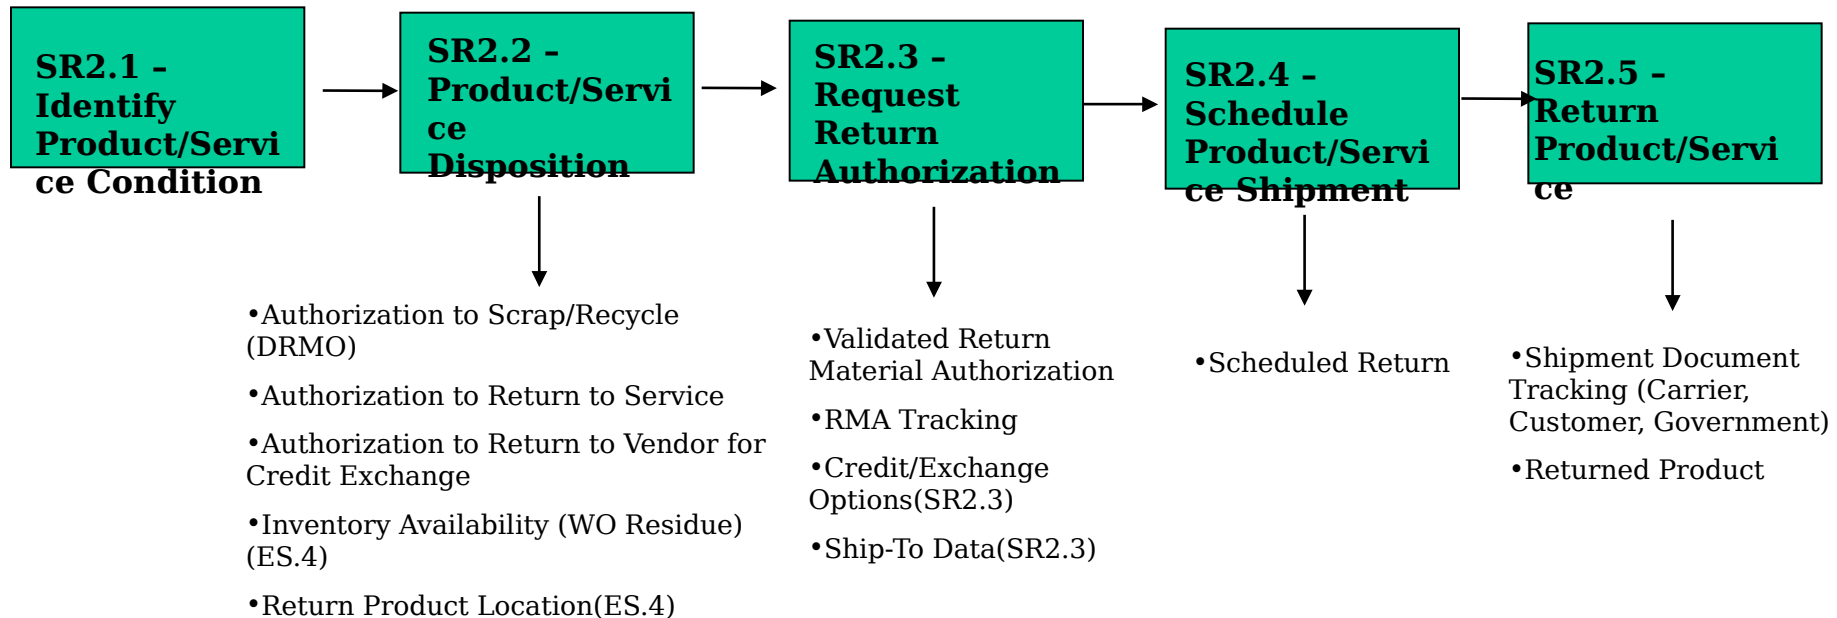 SR2.1 –
Identify
Product/Servi
ce Condition
SR2.2 –
Product/Servi
ce
Disposition
SR2.3 –
Request
Return
Authorization
SR2.4 –
Schedule
Product/Servi
ce Shipment
SR2.5 –
Return
Product/Servi
ce
•Authorization to Scrap/Recycle
(DRMO)
•Authorization to Return to Service
•Authorization to Return to Vendor for
Credit Exchange
•Inventory Availability (WO Residue)
(ES.4)
•Return Product Location(ES.4)
•Validated Return
Material Authorization
•RMA Tracking
•Credit/Exchange
Options(SR2.3)
•Ship-To Data(SR2.3)
•Scheduled Return
•Shipment Document
Tracking (Carrier,
Customer, Government)
•Returned Product